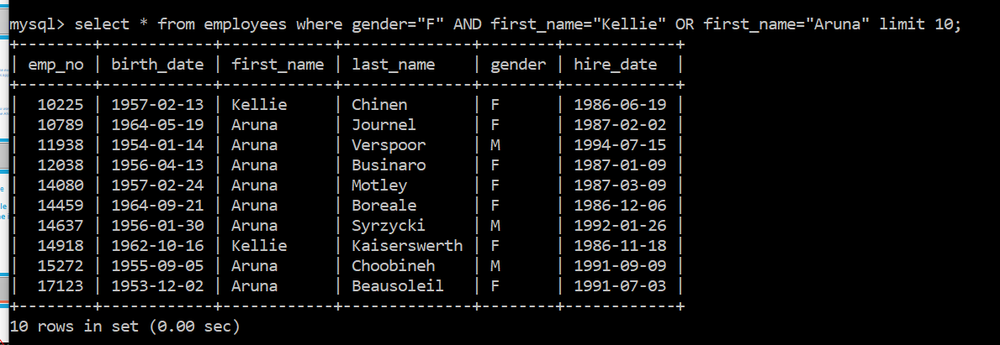 mysql> select * from employees where gender="F" AND first_name="Kellie" OR first_name="Aruna" limit 10;
+--------+------------+------------+--------------+--------+------------+
| emp_no | birth_date | first_name | last_name    | gender | hire_date  |
+--------+------------+------------+--------------+--------+------------+
|  10225 | 1957-02-13 | Kellie     | Chinen       | F      | 1986-06-19 |
|  10789 | 1964-05-19 | Aruna      | Journel      | F      | 1987-02-02 |
|  11938 | 1954-01-14 | Aruna      | Verspoor     | M      | 1994-07-15 |
|  12038 | 1956-04-13 | Aruna      | Businaro     | F      | 1987-01-09 |
|  14080 | 1957-02-24 | Aruna      | Motley       | F      | 1987-03-09 |
|  14459 | 1964-09-21 | Aruna      | Boreale      | F      | 1986-12-06 |
|  14637 | 1956-01-30 | Aruna      | Syrzycki     | M      | 1992-01-26 |
|  14918 | 1962-10-16 | Kellie     | Kaiserswerth | F      | 1986-11-18 |
|  15272 | 1955-09-05 | Aruna      | Choobineh    | M      | 1991-09-09 |
|  17123 | 1953-12-02 | Aruna      | Beausoleil   | F      | 1991-07-03 |
+--------+------------+------------+--------------+--------+------------+
10 rows in set (0.00 sec)